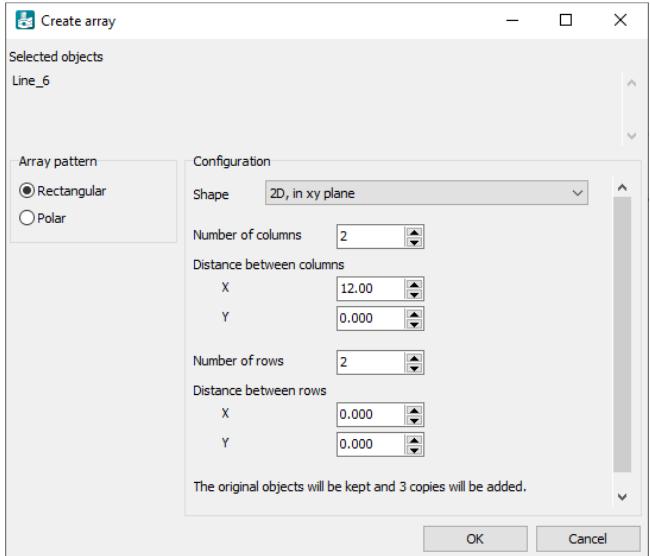 Create array
Selected objects
Line_6
Array pattern
Rectangular
Polar
Configuration
Shape 2D, in xy plane
Number of columns 2
Distance between columns
X 12.00
Y 0.000
Number of rows 2
Distance between rows
X 0.000
Y 0.000
The original objects will be kept and 3 copies will be added.
OK Cancel